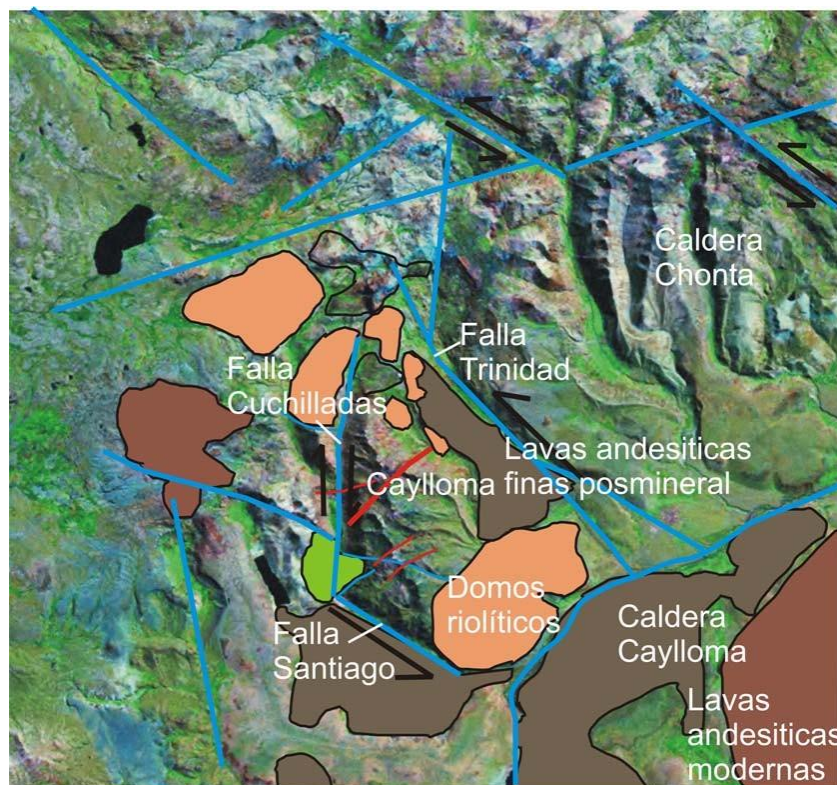 Caldera
Chonta
Falla
Trinidad
Falla
Cuchilladas
Lavas andesiticas
Caylloma finas posmineral
Domos
riolíticos
Caldera
Caylloma
Falla
Santiago
Lavas
andesiticas
modernas